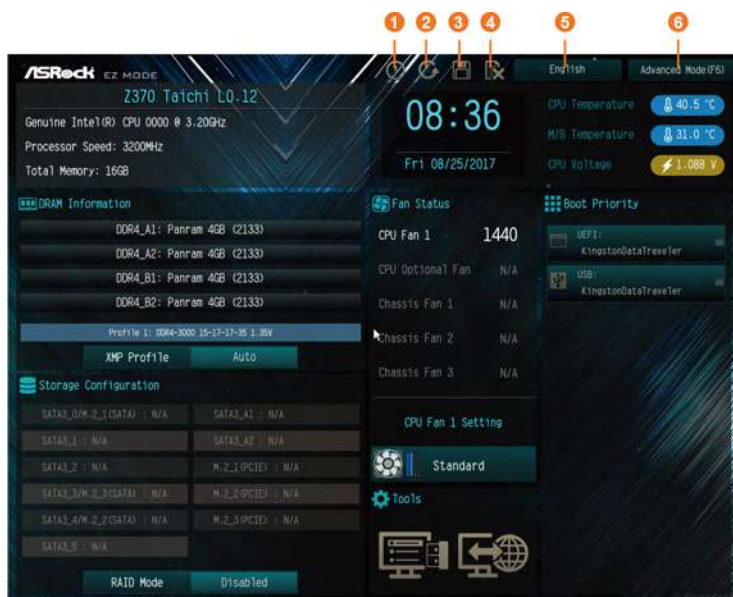 1 2 3 4 5 6
ASRock EZ MODE
English
Advanced Mode(F6)
Z370 Taichi L0.12
Genuine Intel(R) CPU 0000 @ 3.20GHz
Processor Speed: 3200MHz
Total Memory: 16GB
08:36
Fri 08/25/2017
CPU Temperature 40.5 °C
M/B Temperature 31.0 °C
CPU Voltage 1.088 V
DRAM Information
DDR4_A1: Panram 4GB (2133)
DDR4_A2: Panram 4GB (2133)
DDR4_B1: Panram 4GB (2133)
DDR4_B2: Panram 4GB (2133)
Profile 1: DDR4-3000 15-17-17-35 1.35V
XMP Profile Auto
Storage Configuration
SATA3_0/M.2_1(SATA) : N/A
SATA3_A1 : N/A
SATA3_1 : N/A
SATA3_A2 : N/A
SATA3_2 : N/A
M.2_1(PCIE) : N/A
SATA3_3/M.2_3(SATA) : N/A
M.2_2(PCIE) : N/A
SATA3_4/M.2_2(SATA) : N/A
M.2_3(PCIE) : N/A
SATA3_5 : N/A
RAID Mode Disabled
Fan Status
CPU Fan 1 1440
CPU Optional Fan N/A
Chassis Fan 1 N/A
Chassis Fan 2 N/A
Chassis Fan 3 N/A
CPU Fan 1 Setting
Standard
Tools
Boot Priority
UEFI:
KingstonDataTraveler
USB:
KingstonDataTraveler